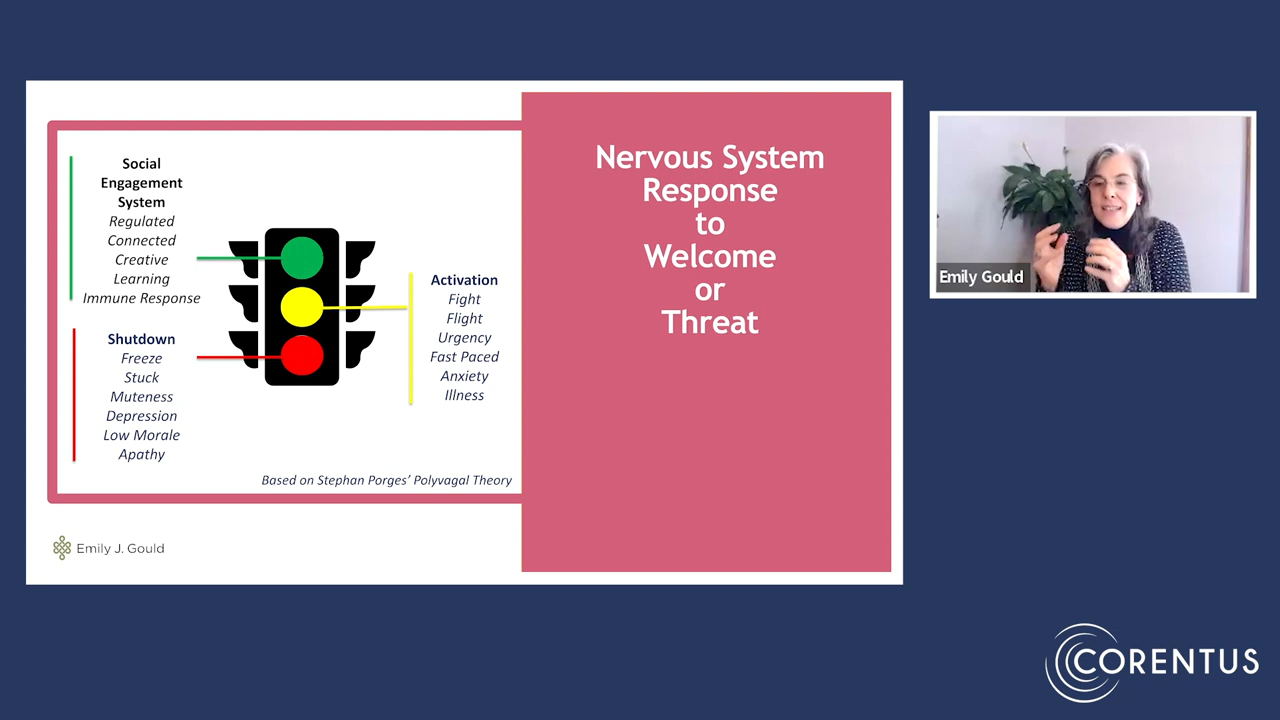 Social
Engagement
System
Regulated
Connected
Creative
Learning
Immune Response
Shutdown
Freeze
Stuck
Muteness
Depression
Low Morale
Apathy
Activation
Fight
Flight
Urgency
Fast Paced
Anxiety
Illness
Based on Stephan Porges' Polyvagal Theory
Emily J. Gould
Nervous System
Response
to
Welcome
or
Threat
Emily Gould
CORENTUS